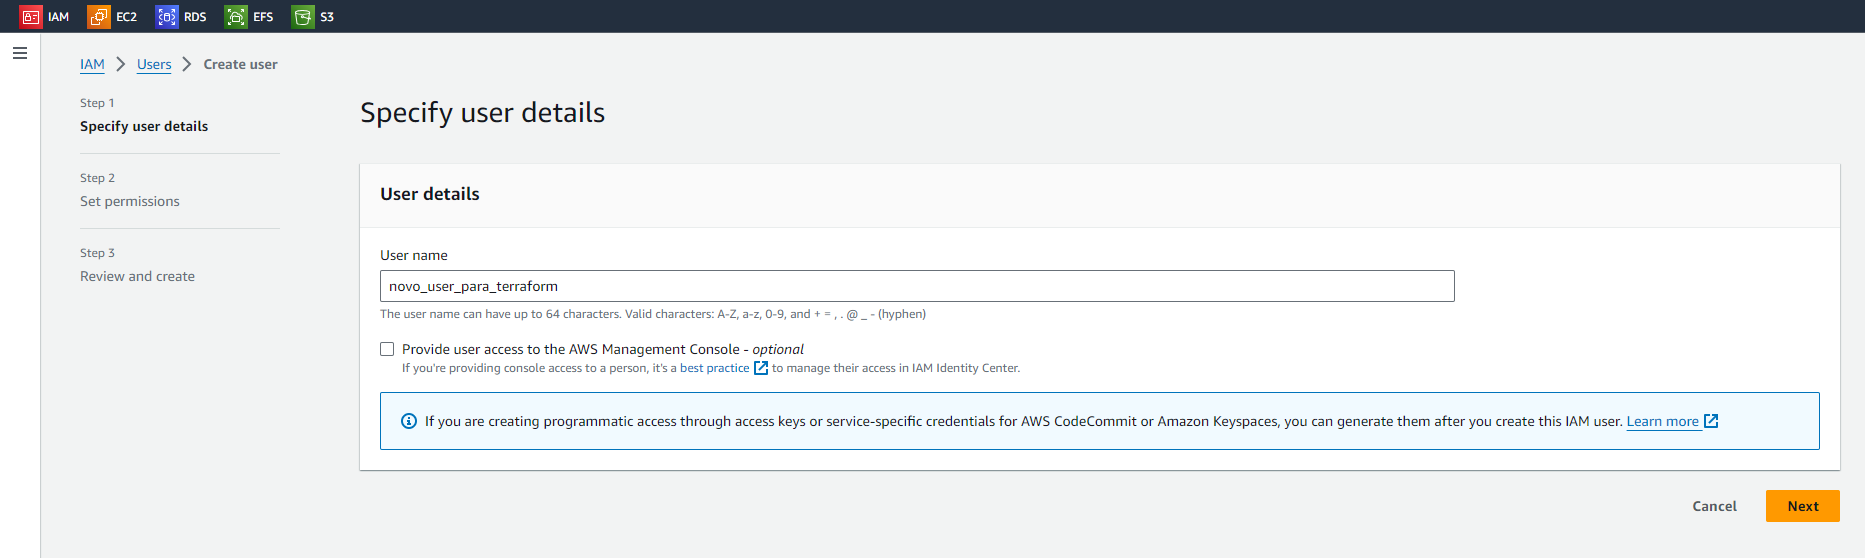 IAM EC2 RDS EFS S3
IAM > Users > Create user
Step 1
Specify user details
Step 2
Set permissions
Step 3
Review and create
Specify user details
User details
User name
novo_user_para_terraform
The user name can have up to 64 characters. Valid characters: A-Z, a-z, 0-9, and + = , . @ _ - (hyphen)
Provide user access to the AWS Management Console - optional
If you're providing console access to a person, it's a best practice to manage their access in IAM Identity Center.
If you are creating programmatic access through access keys or service-specific credentials for AWS CodeCommit or Amazon Keyspaces, you can generate them after you create this IAM user. Learn more
Cancel Next